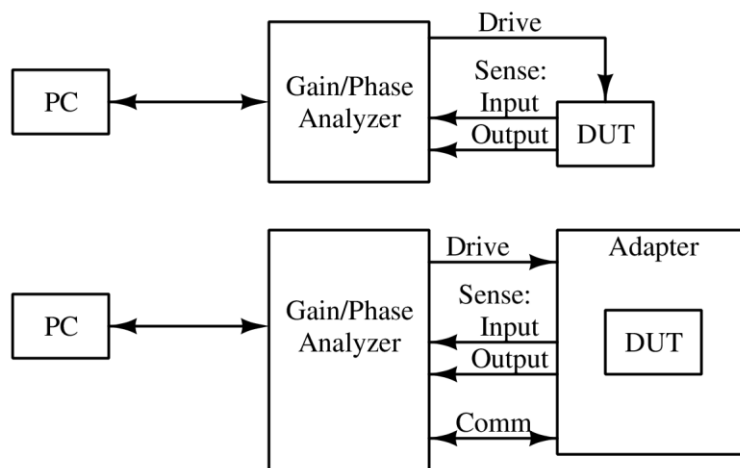 Drive
PC
Gain/Phase
Analyzer
Sense:
Input
Output
DUT
Drive
Adapter
PC
Gain/Phase
Analyzer
Sense:
Input
Output
DUT
Comm